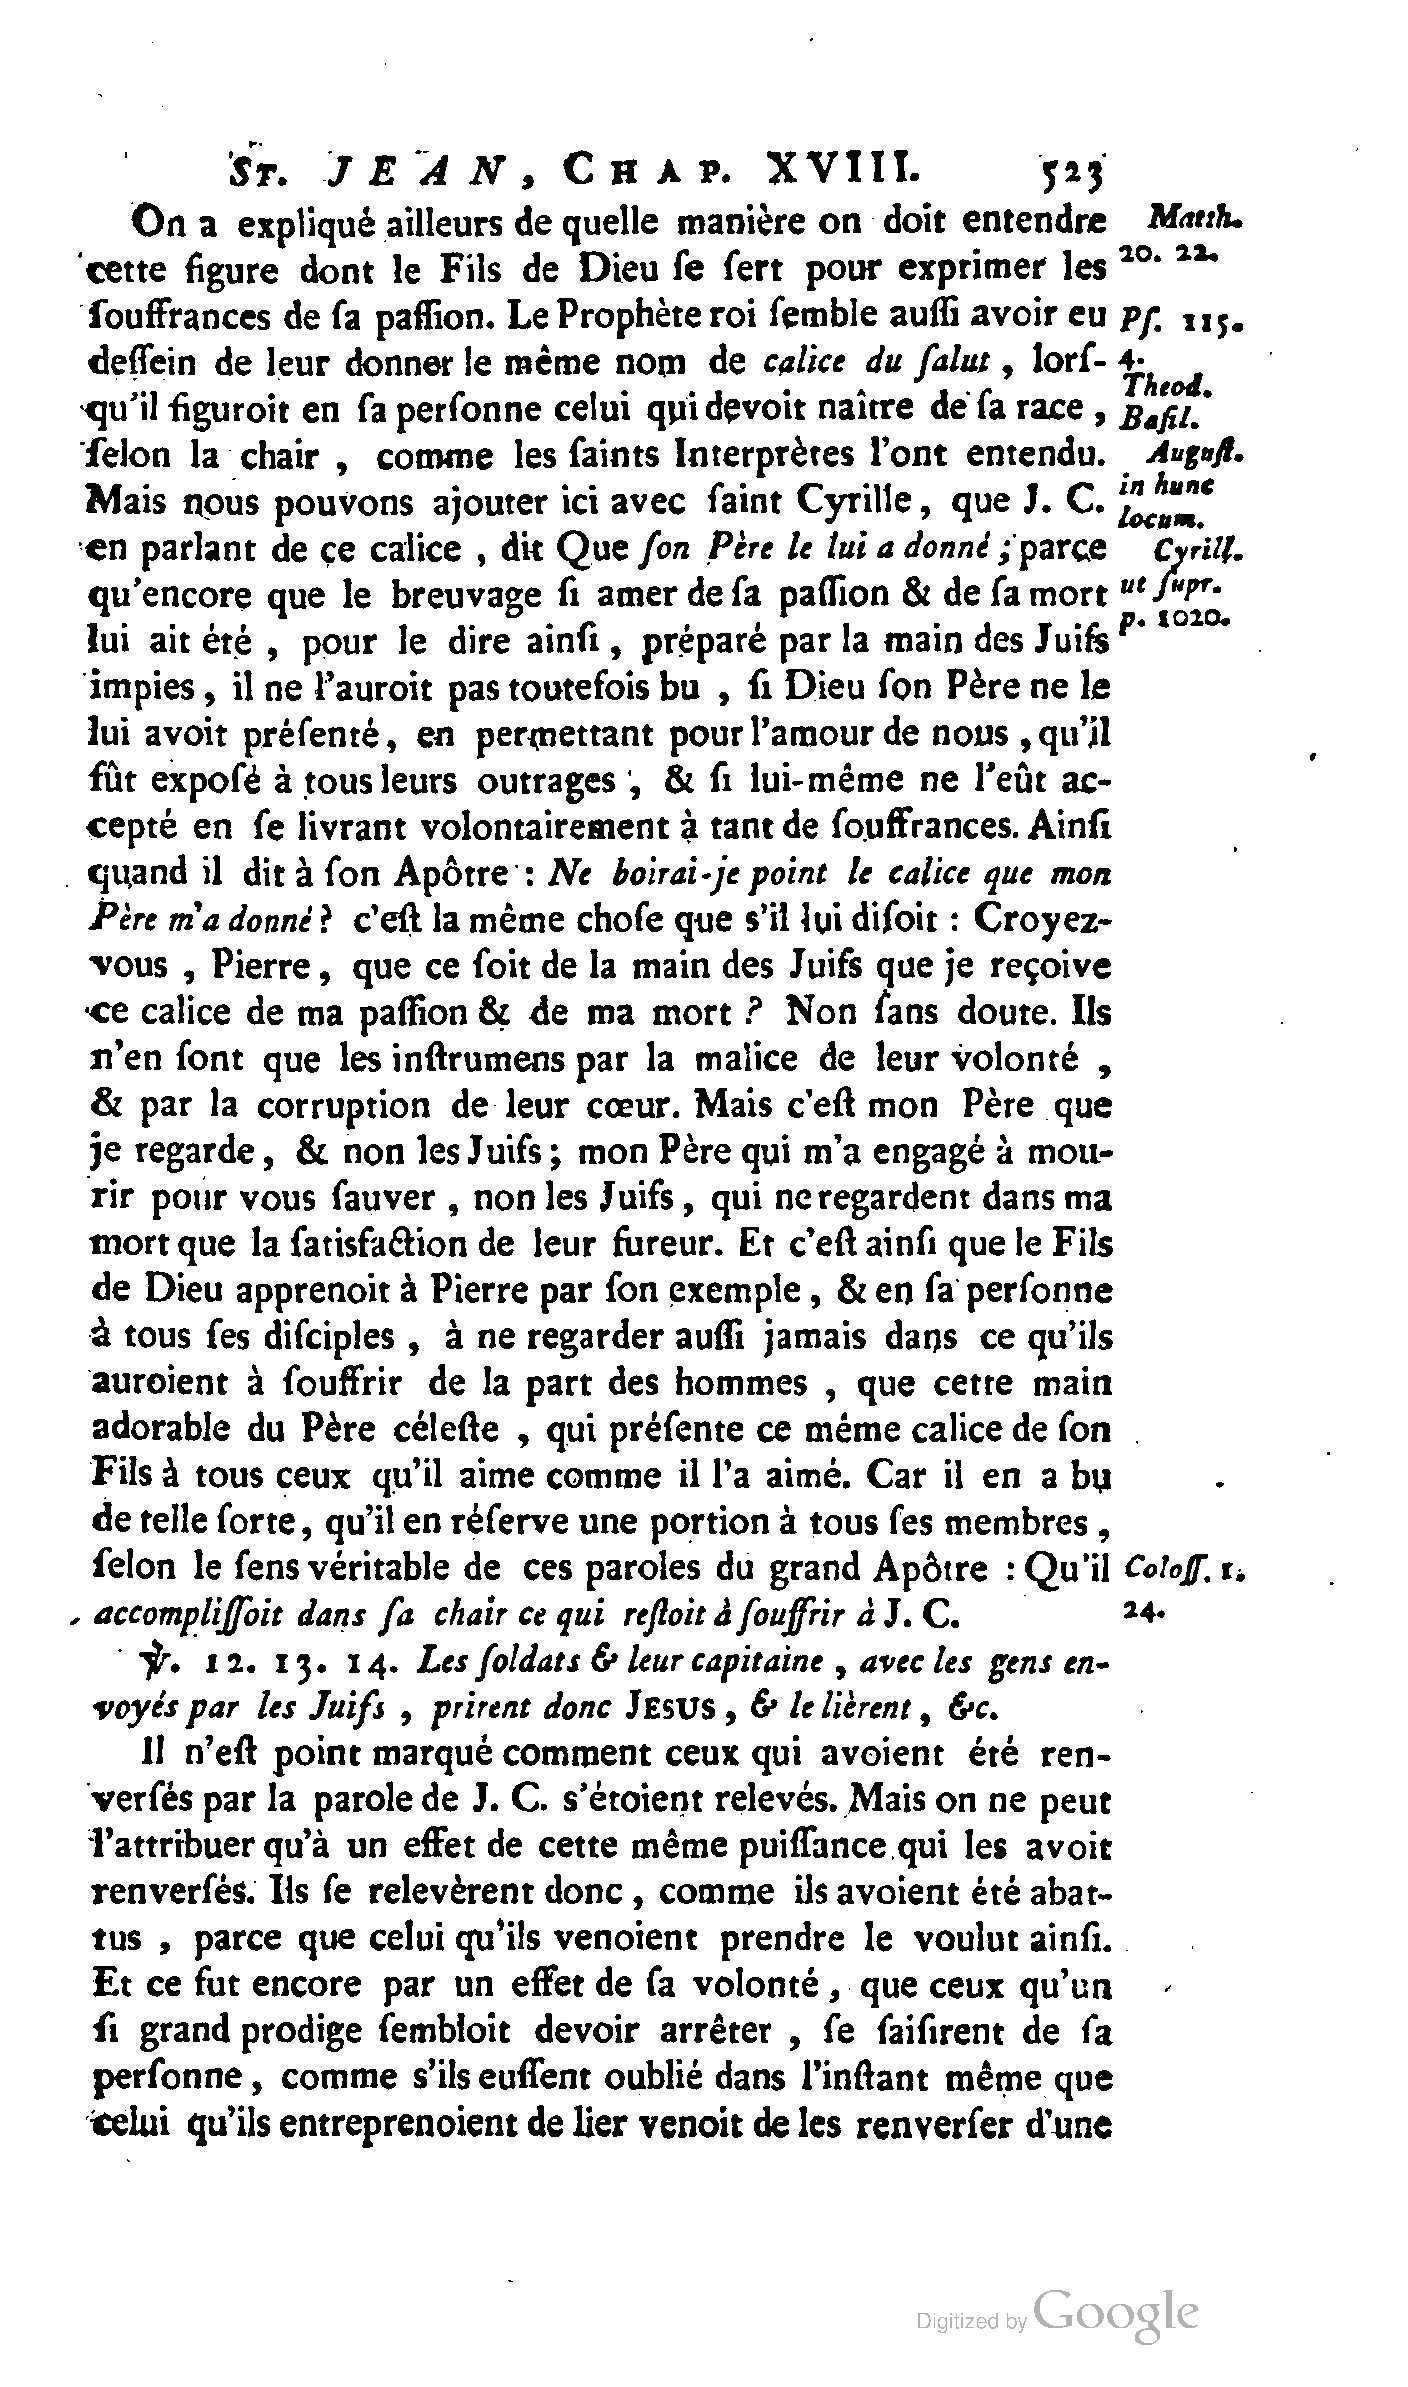 St. JEAN, Chap. XVIII. 523
On a expliqué ailleurs de quelle manière on doit entendre
cette figure dont le Fils de Dieu ſe ſert pour exprimer les
ſouffrances de ſa paſſion. Le Prophète roi ſemble auſſi avoir eu
deſſein de leur donner le même nom de calice du ſalut, lorſ-
qu'il figuroit en ſa perſonne celui qui devoit naître de ſa race,
ſelon la chair, comme les ſaints Interprètes l'ont entendu.
Mais nous pouvons ajouter ici avec ſaint Cyrille, que J. C.
en parlant de ce calice, dit Que ſon Père le lui a donné; parce
qu'encore que le breuvage ſi amer de ſa paſſion & de ſa mort
lui ait été, pour le dire ainſi, préparé par la main des Juifs
impies, il ne l'auroit pas toutefois bu, ſi Dieu ſon Père ne le
lui avoit préſenté, en permettant pour l'amour de nous, qu'il
fût expoſé à tous leurs outrages, & ſi lui-même ne l'eût ac-
cepté en ſe livrant volontairement à tant de ſouffrances. Ainſi
quand il dit à ſon Apôtre: Ne boirai-je point le calice que mon
Père m'a donné? c'eſt la même choſe que s'il lui diſoit: Croyez-
vous, Pierre, que ce ſoit de la main des Juifs que je reçoive
ce calice de ma paſſion & de ma mort? Non ſans doute. Ils
n'en ſont que les inſtrumens par la malice de leur volonté,
& par la corruption de leur cœur. Mais c'eſt mon Père que
je regarde, & non les Juifs; mon Père qui m'a engagé à mou-
rir pour vous ſauver, non les Juifs, qui ne regardent dans ma
mort que la ſatisfaction de leur fureur. Et c'eſt ainſi que le Fils
de Dieu apprenoit à Pierre par ſon exemple, & en ſa perſonne
à tous ſes diſciples, à ne regarder auſſi jamais dans ce qu'ils
auroient à ſouffrir de la part des hommes, que cette main
adorable du Père céleſte, qui préſente ce même calice de ſon
Fils à tous ceux qu'il aime comme il l'a aimé. Car il en a bu
de telle ſorte, qu'il en réſerve une portion à tous ſes membres,
ſelon le ſens véritable de ces paroles du grand Apôtre: Qu'il
accompliſſoit dans ſa chair ce qui reſtoit à ſouffrir à J. C.
℣. 12. 13. 14. Les ſoldats & leur capitaine, avec les gens en-
voyés par les Juifs, prirent donc JESUS, & le lièrent, &c.
Il n'eſt point marqué comment ceux qui avoient été ren-
verſés par la parole de J. C. s'étoient relevés. Mais on ne peut
l'attribuer qu'à un effet de cette même puiſſance qui les avoit
renverſés. Ils ſe relevèrent donc, comme ils avoient été abat-
tus, parce que celui qu'ils venoient prendre le voulut ainſi.
Et ce fut encore par un effet de ſa volonté, que ceux qu'un
ſi grand prodige ſembloit devoir arrêter, ſe ſaiſirent de ſa
perſonne, comme s'ils euſſent oublié dans l'inſtant même que
celui qu'ils entreprenoient de lier venoit de les renverſer d'une
Matth.
20. 22.
Pſ. 115.
4.
Theod.
Baſil.
Auguſt.
in hunc
locum.
Cyrill.
ut ſupr.
p. 1020.
Coloſſ. 1.
24.
Digitized by Google